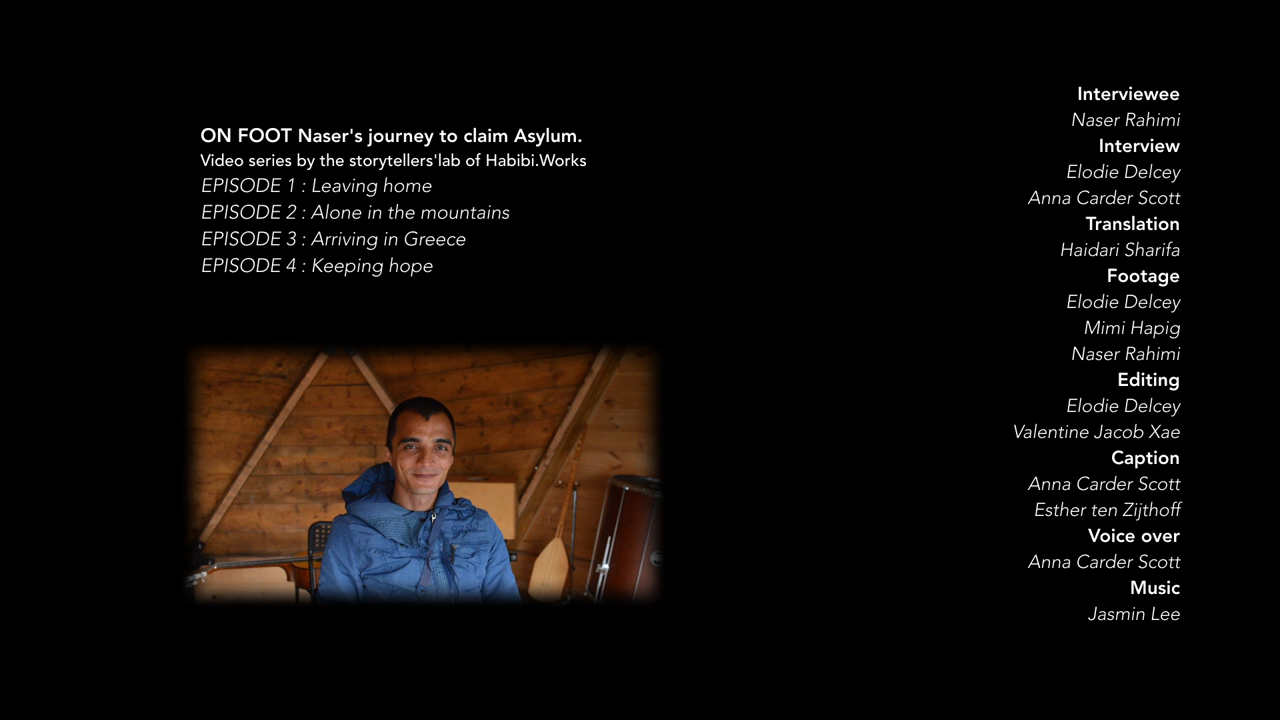 ON FOOT Naser's journey to claim Asylum.
Video series by the storytellers'lab of Habibi.Works
EPISODE 1 : Leaving home
EPISODE 2 : Alone in the mountains
EPISODE 3 : Arriving in Greece
EPISODE 4 : Keeping hope
Interviewee
Naser Rahimi
Interview
Elodie Delcey
Anna Carder Scott
Translation
Haidari Sharifa
Footage
Elodie Delcey
Mimi Hapig
Naser Rahimi
Editing
Elodie Delcey
Valentine Jacob Xae
Caption
Anna Carder Scott
Esther ten Zijthoff
Voice over
Anna Carder Scott
Music
Jasmin Lee